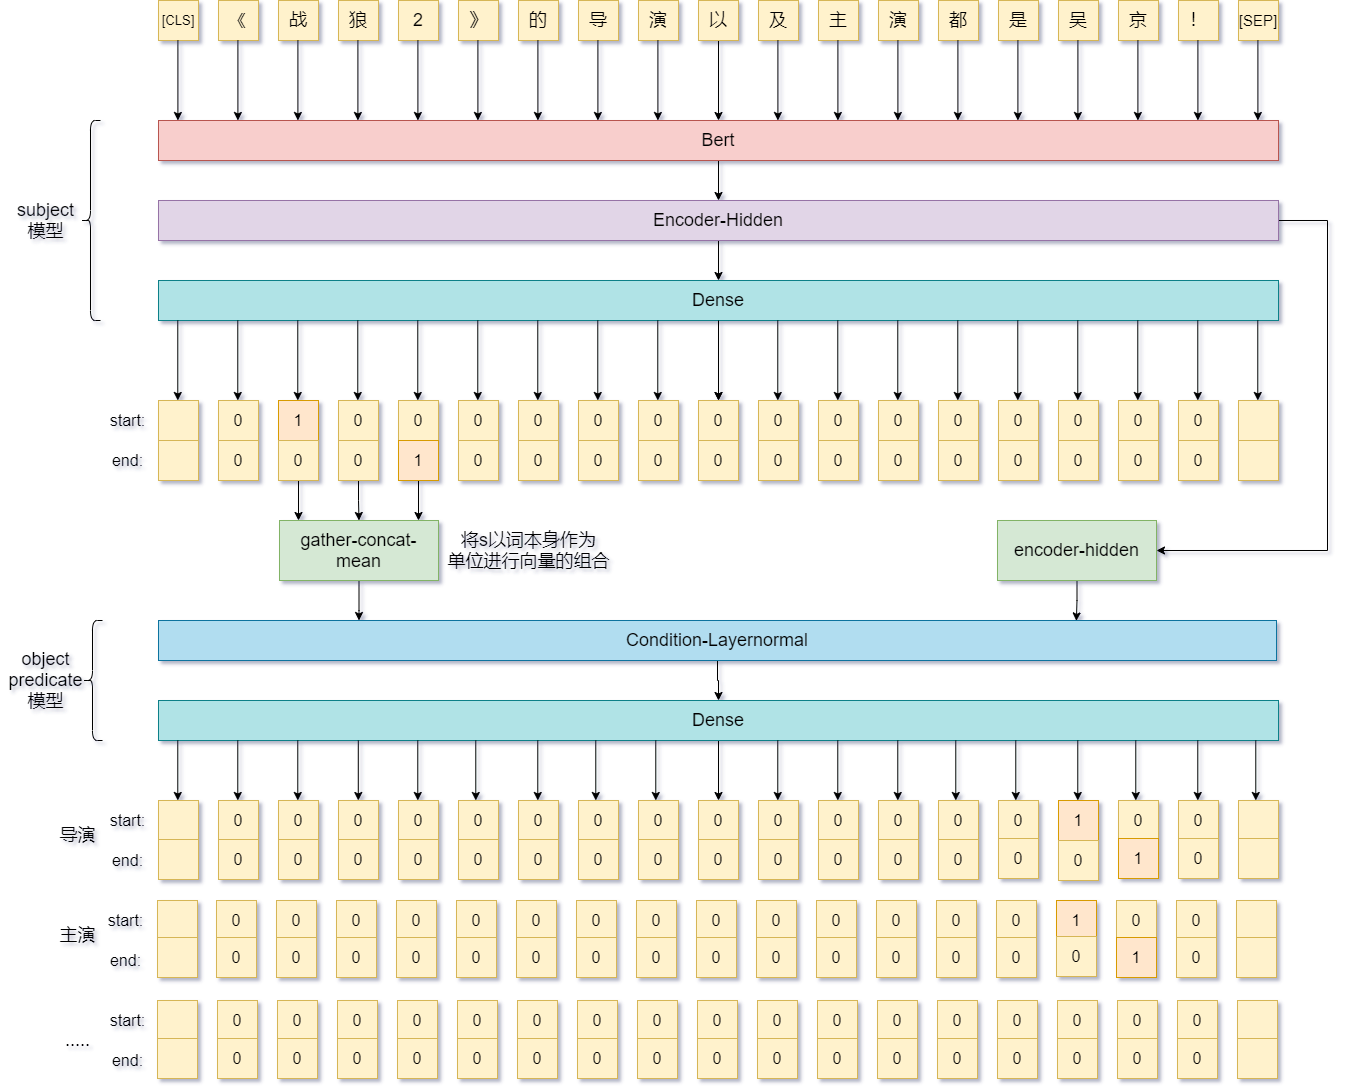 [CLS] 《 战 狼 2 》 的 导 演 以 及 主 演 都 是 吴 京 ！ [SEP]
Bert
subject
模型
Encoder-Hidden
Dense
start: 0 1 0 0 0 0 0 0 0 0 0 0 0 0 0 0 0
end: 0 0 0 1 0 0 0 0 0 0 0 0 0 0 0 0 0
gather-concat-
mean
将s以词本身作为
单位进行向量的组合
encoder-hidden
Condition-Layernormal
object
predicate
模型
Dense
导演
start: 0 0 0 0 0 0 0 0 0 0 0 0 0 0 1 0 0
end: 0 0 0 0 0 0 0 0 0 0 0 0 0 0 0 1 0
主演
start: 0 0 0 0 0 0 0 0 0 0 0 0 0 0 1 0 0
end: 0 0 0 0 0 0 0 0 0 0 0 0 0 0 0 1 0
.....
start: 0 0 0 0 0 0 0 0 0 0 0 0 0 0 0 0 0
end: 0 0 0 0 0 0 0 0 0 0 0 0 0 0 0 0 0